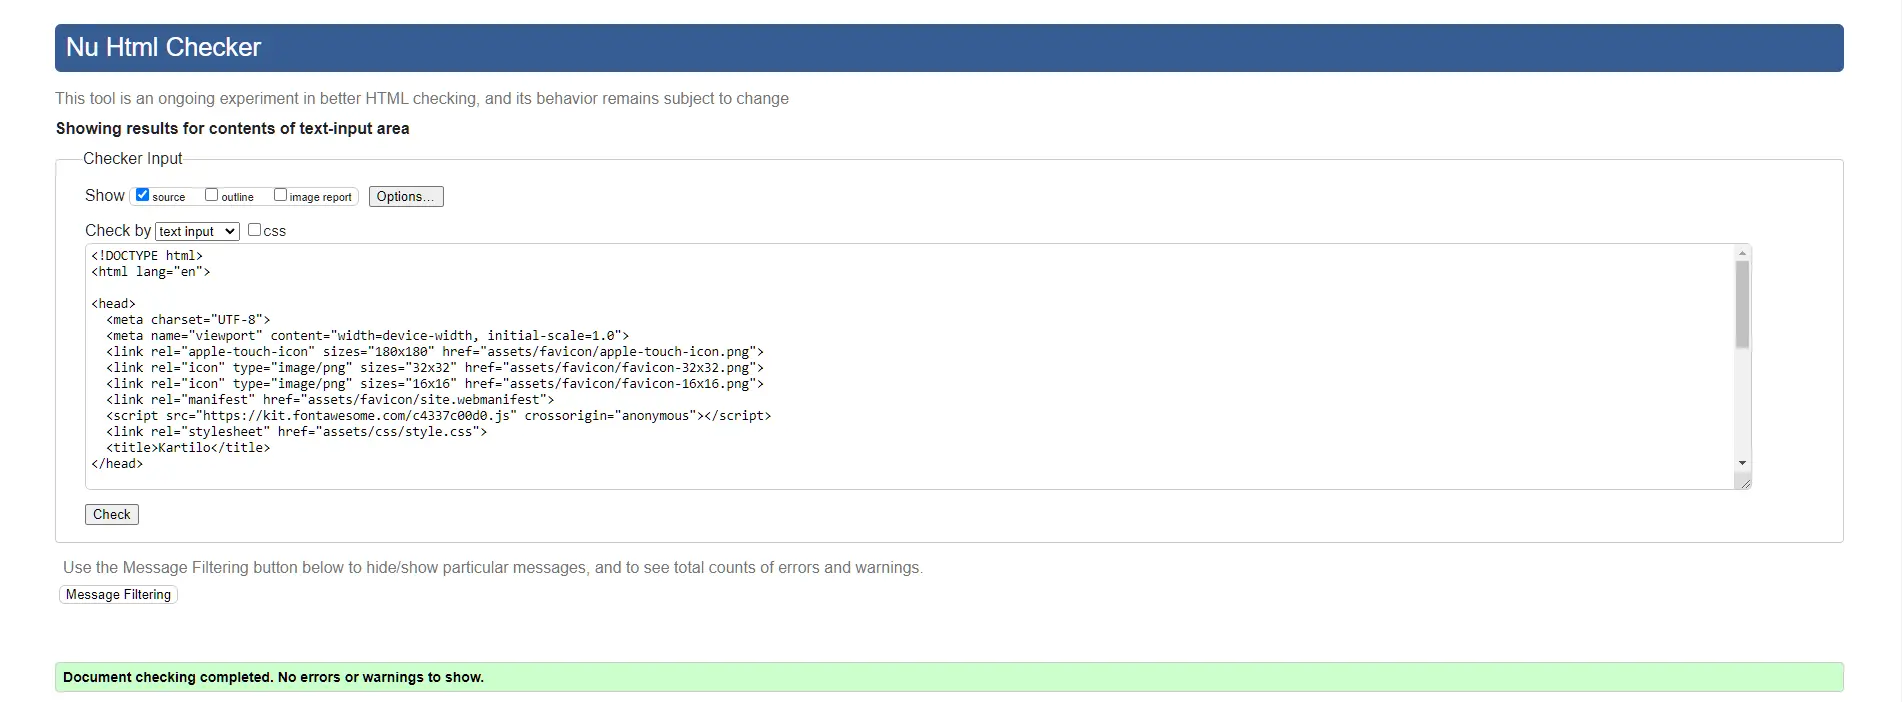 Nu Html Checker
This tool is an ongoing experiment in better HTML checking, and its behavior remains subject to change
Showing results for contents of text-input area
Checker Input
Show source outline image report Options...
Check by text input css
<!DOCTYPE html>
<html lang="en">
<head>
<meta charset="UTF-8">
<meta name="viewport" content="width=device-width, initial-scale=1.0">
<link rel="apple-touch-icon" sizes="180x180" href="assets/favicon/apple-touch-icon.png">
<link rel="icon" type="image/png" sizes="32x32" href="assets/favicon/favicon-32x32.png">
<link rel="icon" type="image/png" sizes="16x16" href="assets/favicon/favicon-16x16.png">
<link rel="manifest" href="assets/favicon/site.webmanifest">
<script src="https://kit.fontawesome.com/c4337c00d0.js" crossorigin="anonymous"></script>
<link rel="stylesheet" href="assets/css/style.css">
<title>Kartilo</title>
</head>
Check
Use the Message Filtering button below to hide/show particular messages, and to see total counts of errors and warnings.
Message Filtering
Document checking completed. No errors or warnings to show.